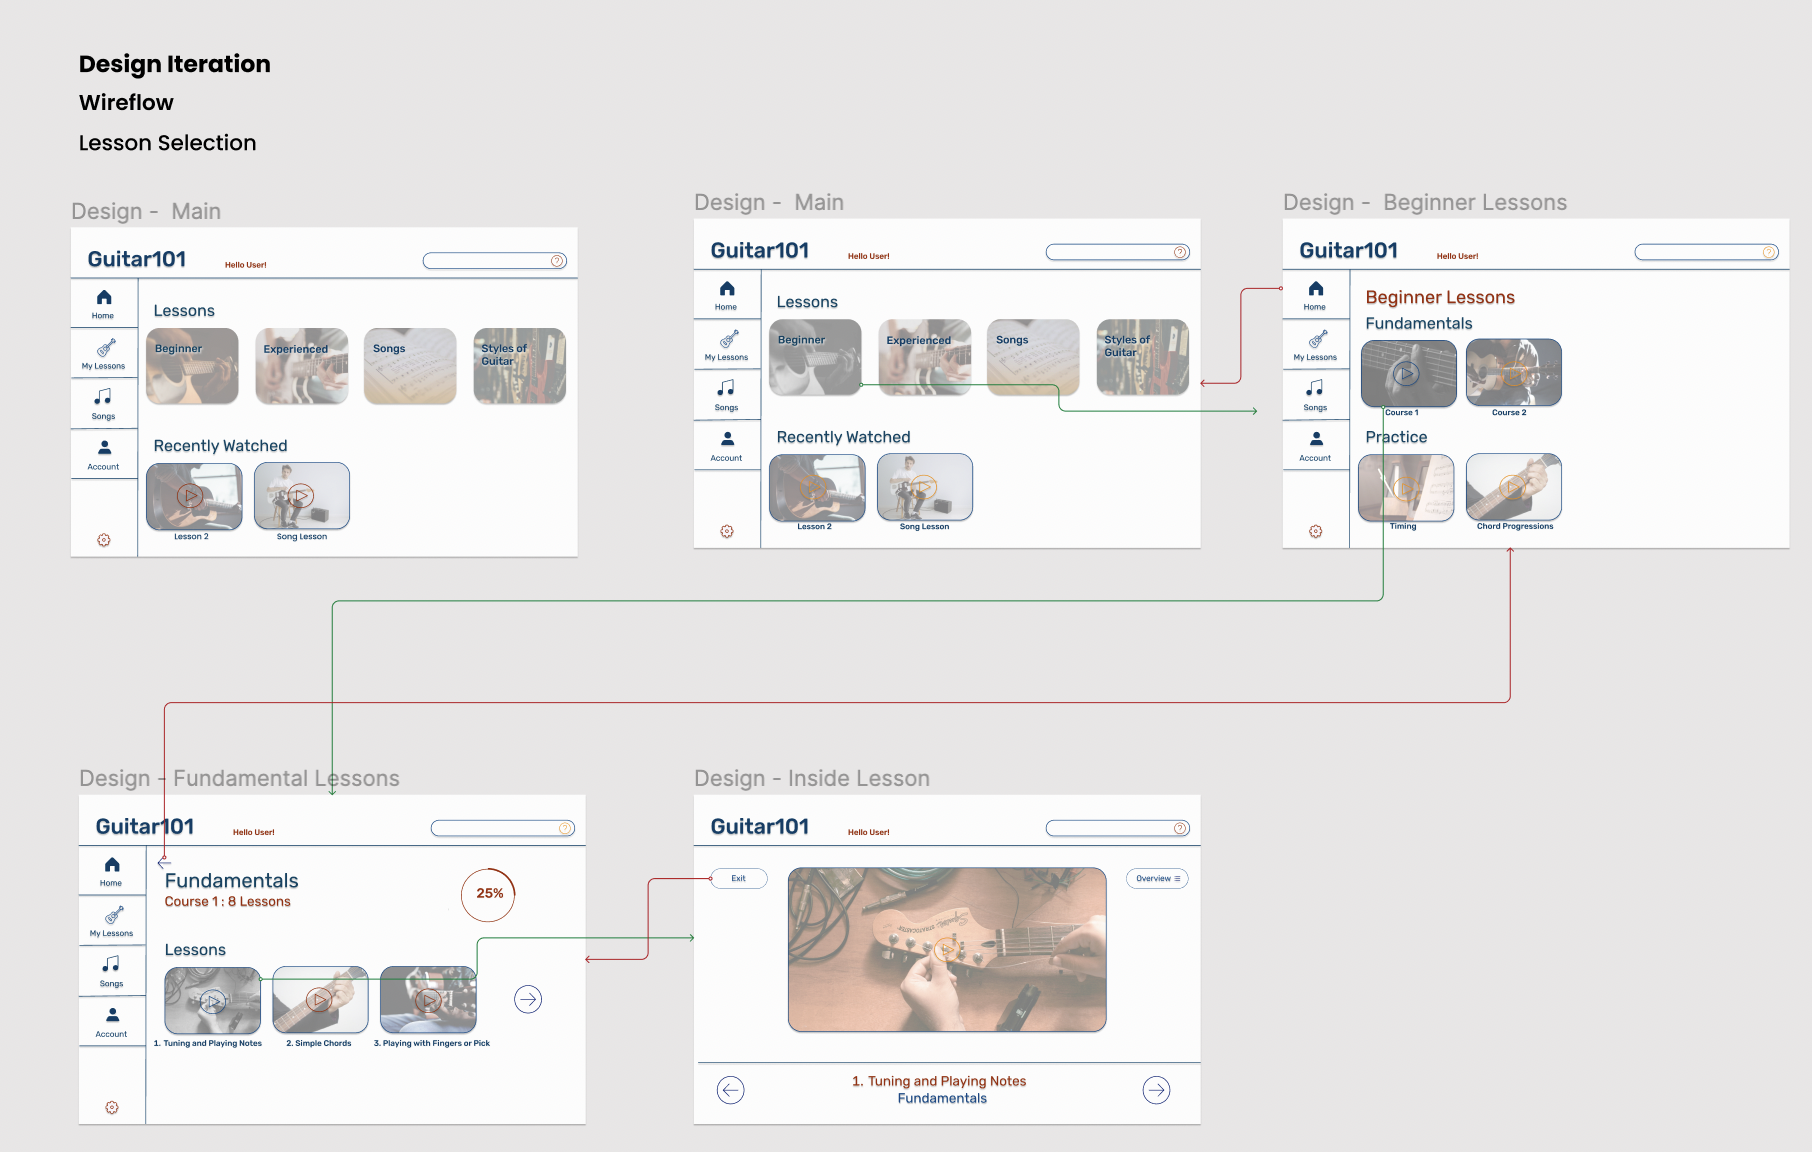 Design Iteration
Wireflow
Lesson Selection
Design -  Main
Guitar101
Hello User!
?
Home
My Lessons
Songs
Account
Lessons
Beginner
Experienced
Songs
Styles of
Guitar
Recently Watched
Lesson 2
Song Lesson
Design -  Main
Guitar101
Hello User!
?
Home
My Lessons
Songs
Account
Lessons
Beginner
Experienced
Songs
Styles of
Guitar
Recently Watched
Lesson 2
Song Lesson
Design -  Beginner Lessons
Guitar101
Hello User!
?
Home
My Lessons
Songs
Account
Beginner Lessons
Fundamentals
Course 1
Course 2
Practice
Timing
Chord Progressions
Design - Fundamental Lessons
Guitar101
Hello User!
?
Home
My Lessons
Songs
Account
Fundamentals
Course 1 : 8 Lessons
25%
Lessons
1. Tuning and Playing Notes
2. Simple Chords
3. Playing with Fingers or Pick
Design - Inside Lesson
Guitar101
Hello User!
?
Exit
Overview
STRATOCASTER
1. Tuning and Playing Notes
Fundamentals